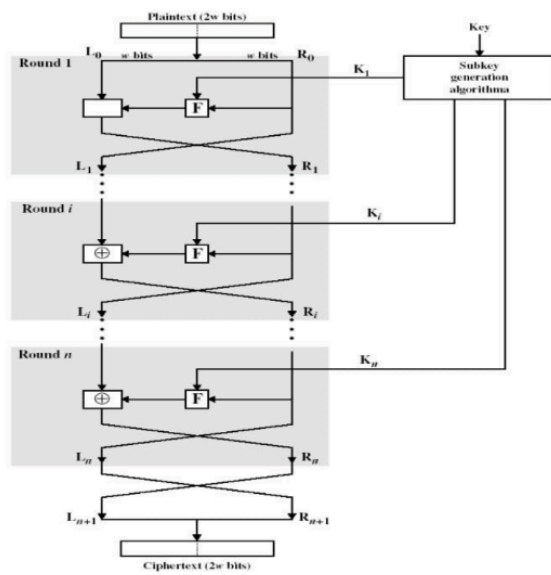 Plaintext (2w bits)
L0 w bits w bits R0
Key
Round 1
K1
Subkey
generation
algorithma
F
L1 R1
Round i
Ki
⊕ F
Li Ri
Round n
Kn
⊕ F
Ln Rn
Ln+1 Rn+1
Ciphertext (2w bits)